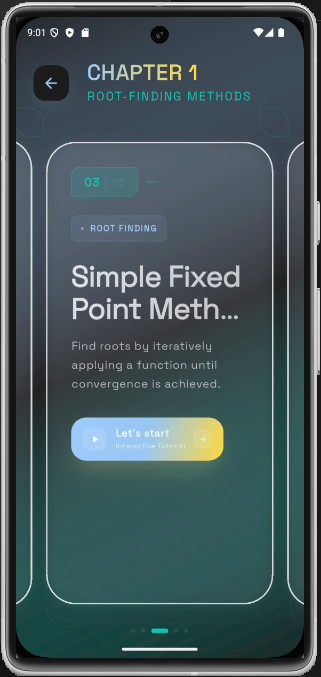 9:01
CHAPTER 1
ROOT-FINDING METHODS
03 / 05
ROOT FINDING
Simple Fixed
Point Meth...
Find roots by iteratively
applying a function until
convergence is achieved.
Let's start
Interactive Tutorial